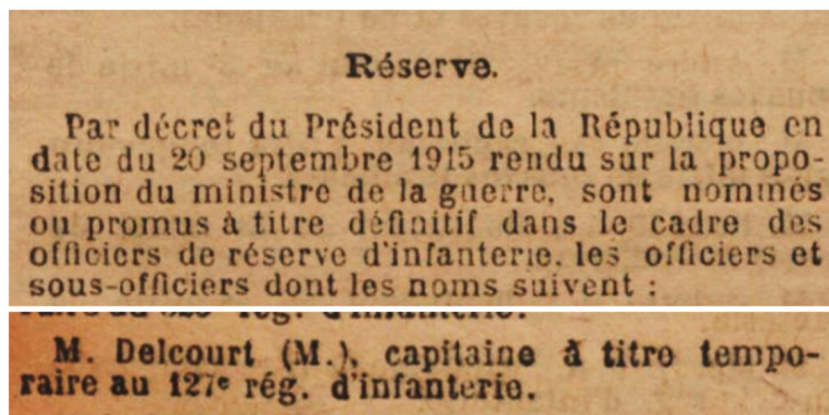 Réserve.
Par décret du Président de la République en
date du 20 septembre 1915 rendu sur la propo-
sition du ministre de la guerre, sont nommés
ou promus à titre définitif dans le cadre des
officiers de réserve d'infanterie, les officiers et
sous-officiers dont les noms suivent :
rég. d'infanterie.
M. Delcourt (M.), capitaine à titre tempo-
raire au 127e rég. d'infanterie.